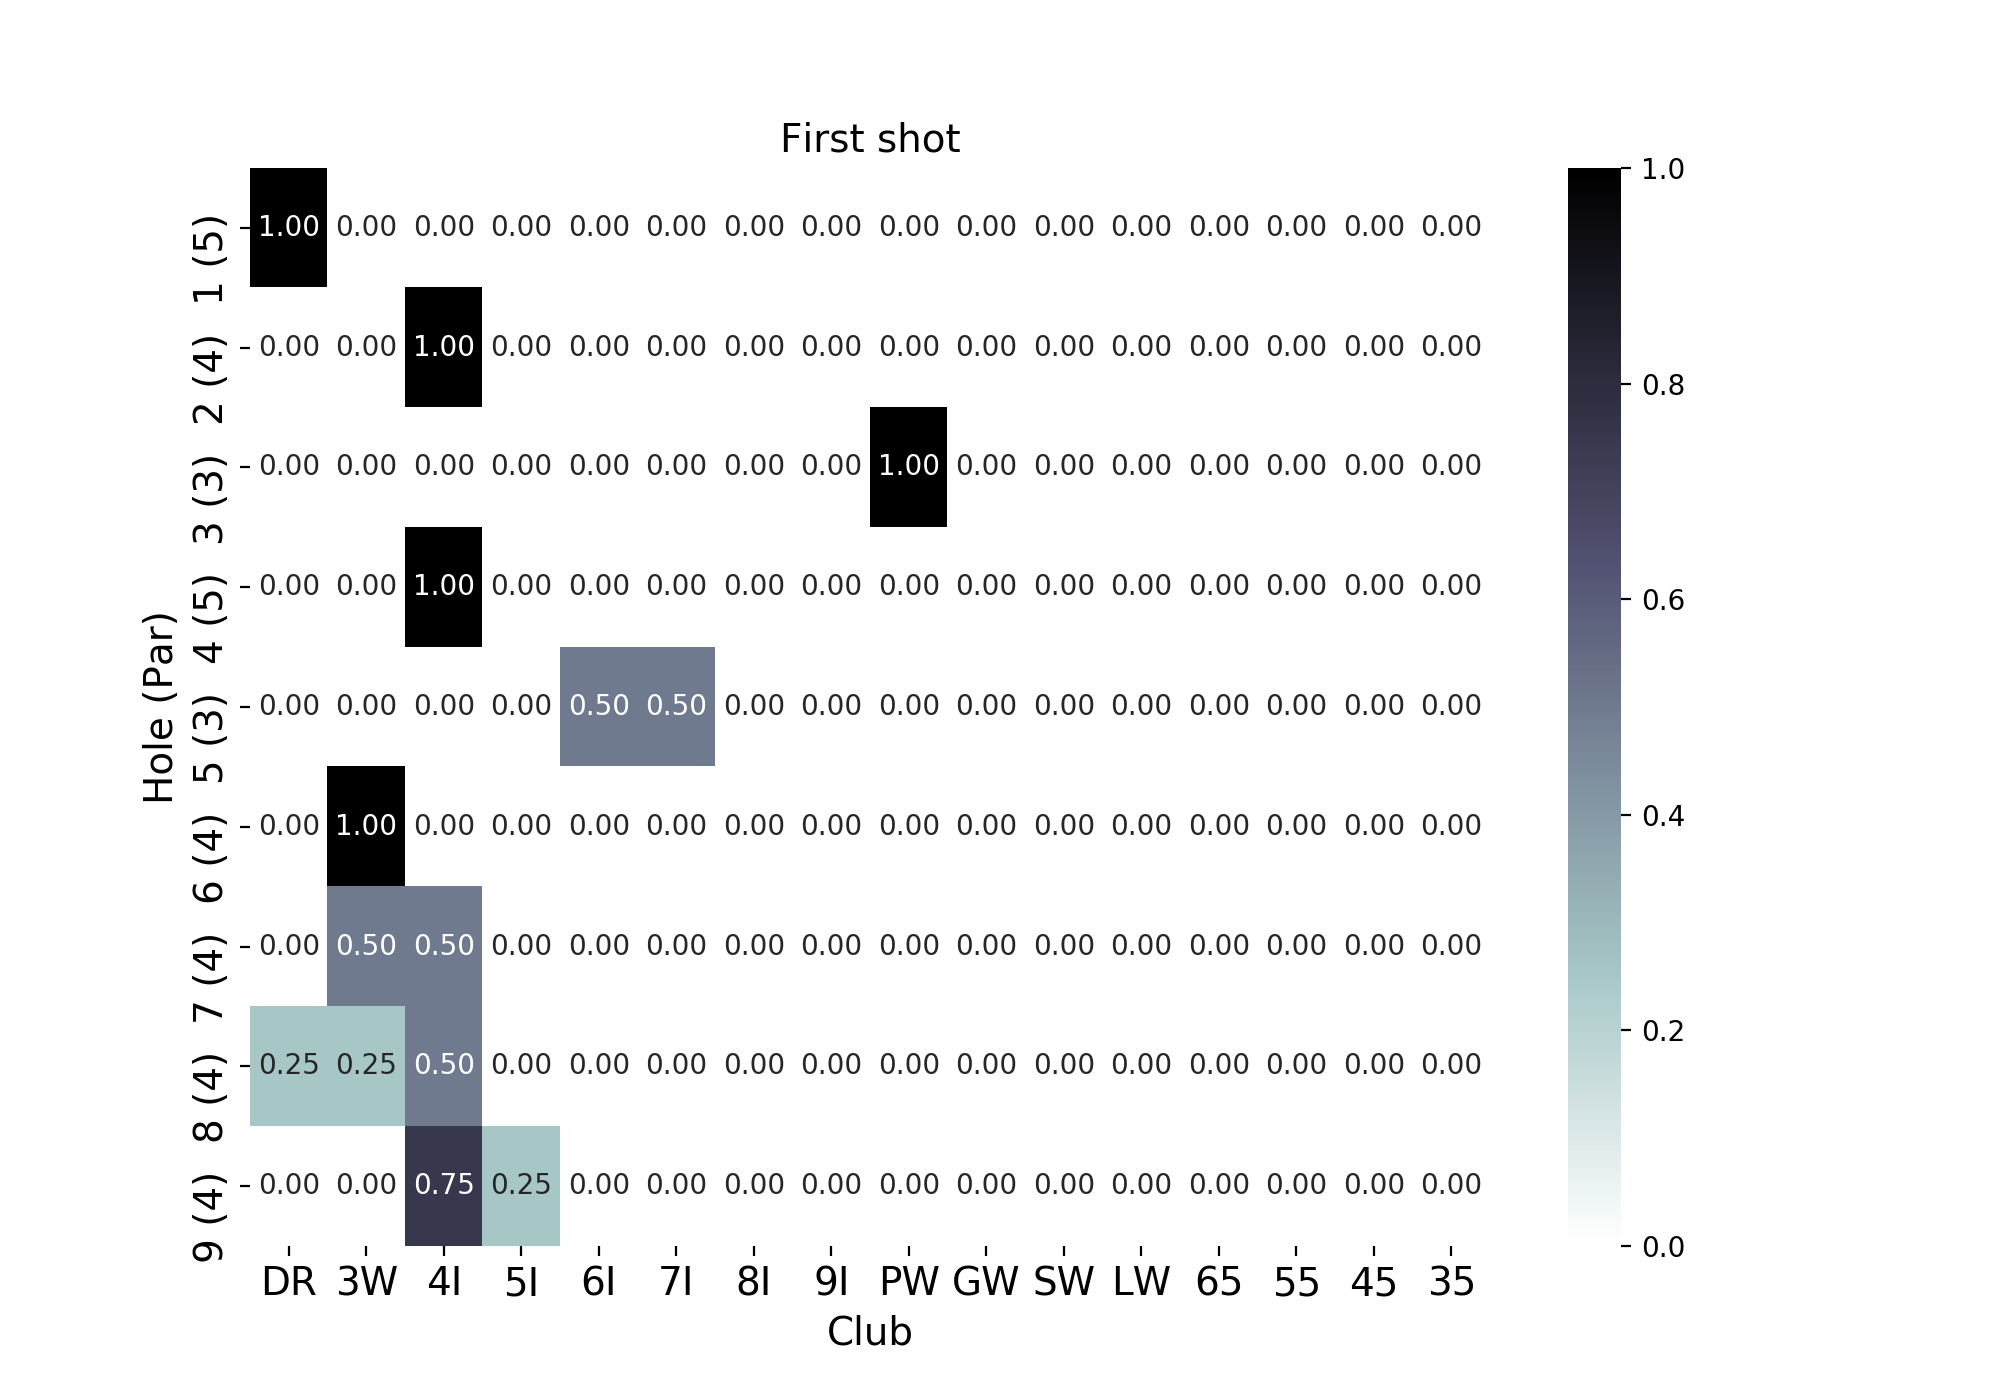 First shot
Hole (Par)
1 (5) 1.00 0.00 0.00 0.00 0.00 0.00 0.00 0.00 0.00 0.00 0.00 0.00 0.00 0.00 0.00 0.00
2 (4) 0.00 0.00 1.00 0.00 0.00 0.00 0.00 0.00 0.00 0.00 0.00 0.00 0.00 0.00 0.00 0.00
3 (3) 0.00 0.00 0.00 0.00 0.00 0.00 0.00 0.00 1.00 0.00 0.00 0.00 0.00 0.00 0.00 0.00
4 (5) 0.00 0.00 1.00 0.00 0.00 0.00 0.00 0.00 0.00 0.00 0.00 0.00 0.00 0.00 0.00 0.00
5 (3) 0.00 0.00 0.00 0.00 0.50 0.50 0.00 0.00 0.00 0.00 0.00 0.00 0.00 0.00 0.00 0.00
6 (4) 0.00 1.00 0.00 0.00 0.00 0.00 0.00 0.00 0.00 0.00 0.00 0.00 0.00 0.00 0.00 0.00
7 (4) 0.00 0.50 0.50 0.00 0.00 0.00 0.00 0.00 0.00 0.00 0.00 0.00 0.00 0.00 0.00 0.00
8 (4) 0.25 0.25 0.50 0.00 0.00 0.00 0.00 0.00 0.00 0.00 0.00 0.00 0.00 0.00 0.00 0.00
9 (4) 0.00 0.00 0.75 0.25 0.00 0.00 0.00 0.00 0.00 0.00 0.00 0.00 0.00 0.00 0.00 0.00
DR 3W 4I 5I 6I 7I 8I 9I PW GW SW LW 65 55 45 35
Club
1.0
0.8
0.6
0.4
0.2
0.0